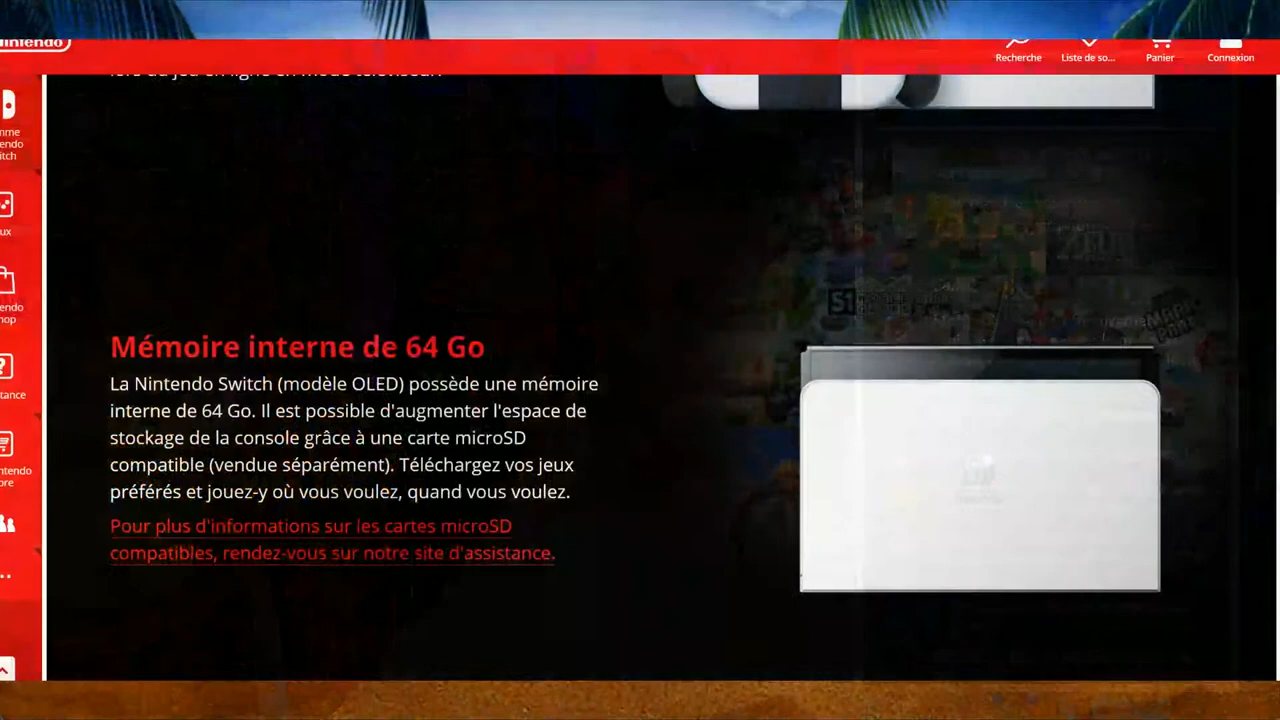 Nintendo
Recherche
Liste de so...
Panier
Connexion
Mémoire interne de 64 Go
La Nintendo Switch (modèle OLED) possède une mémoire
interne de 64 Go. Il est possible d'augmenter l'espace de
stockage de la console grâce à une carte microSD
compatible (vendue séparément). Téléchargez vos jeux
préférés et jouez-y où vous voulez, quand vous voulez.
Pour plus d'informations sur les cartes microSD
compatibles, rendez-vous sur notre site d'assistance.